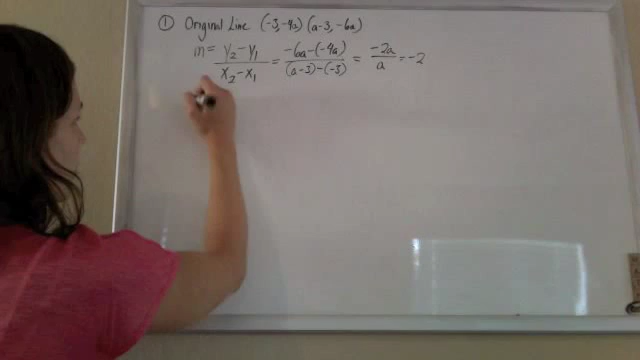 ① Original Line (-3, -4a) (a-3, -6a)
m = y₂ - y₁ / x₂ - x₁ = -6a-(-4a) / (a-3)-(-3) = -2a / a = -2